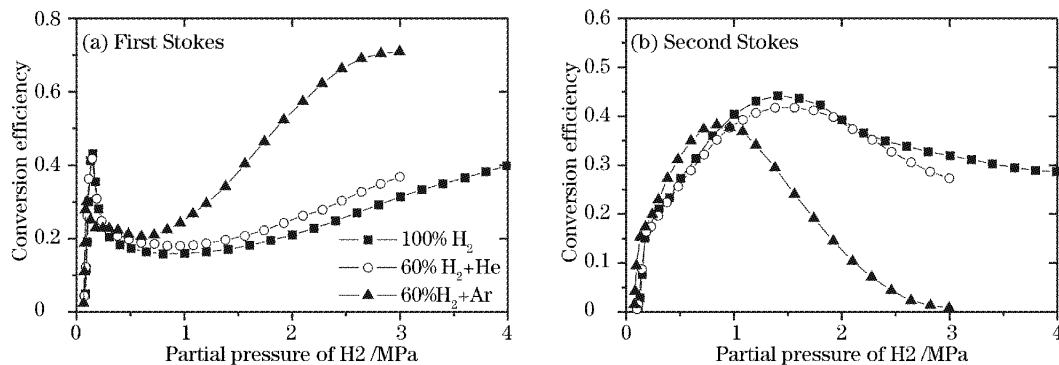 (a) First Stokes
Conversion efficiency
0.8
0.6
0.4
0.2
0
0
1
2
3
4
Partial pressure of H2 /MPa
100% H₂
60% H₂+He
60%H₂+Ar
(b) Second Stokes
Conversion efficiency
0.6
0.5
0.4
0.3
0.2
0.1
0
0
1
2
3
4
Partial pressure of H2 /MPa